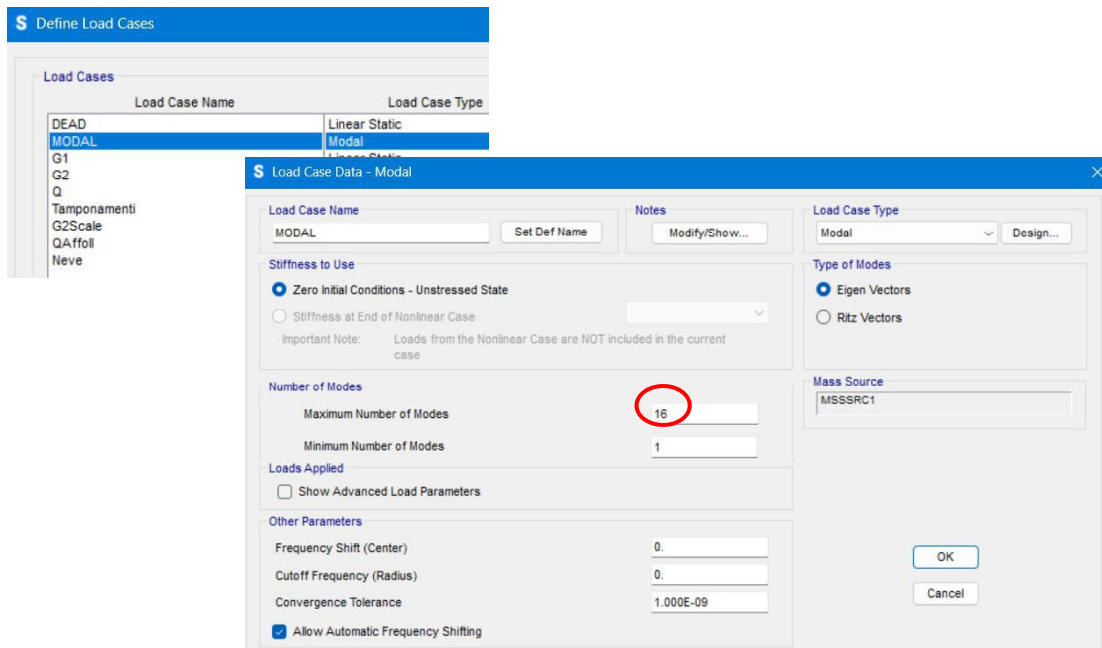 S Define Load Cases
Load Cases
Load Case Name Load Case Type
DEAD Linear Static
MODAL Modal
G1 Linear Static
G2
Q
Tamponamenti
G2Scale
QAffoll
Neve
S Load Case Data - Modal
Load Case Name
MODAL Set Def Name
Notes
Modify/Show...
Load Case Type
Modal Design...
Stiffness to Use
Zero Initial Conditions - Unstressed State
Stiffness at End of Nonlinear Case
Important Note: Loads from the Nonlinear Case are NOT included in the current
case
Type of Modes
Eigen Vectors
Ritz Vectors
Number of Modes
Maximum Number of Modes 16
Minimum Number of Modes 1
Mass Source
MSSSRC1
Loads Applied
Show Advanced Load Parameters
Other Parameters
Frequency Shift (Center) 0.
Cutoff Frequency (Radius) 0.
Convergence Tolerance 1.000E-09
Allow Automatic Frequency Shifting
OK
Cancel